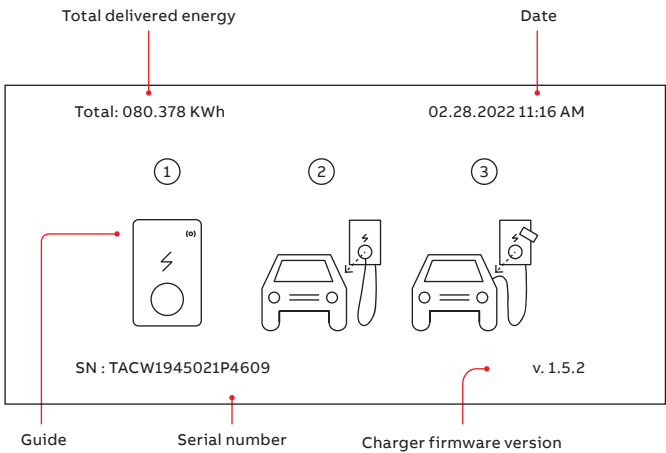 Total delivered energy
Date
Total: 080.378 KWh
02.28.2022 11:16 AM
1
2
3
SN : TACW1945021P4609
v. 1.5.2
Guide
Serial number
Charger firmware version